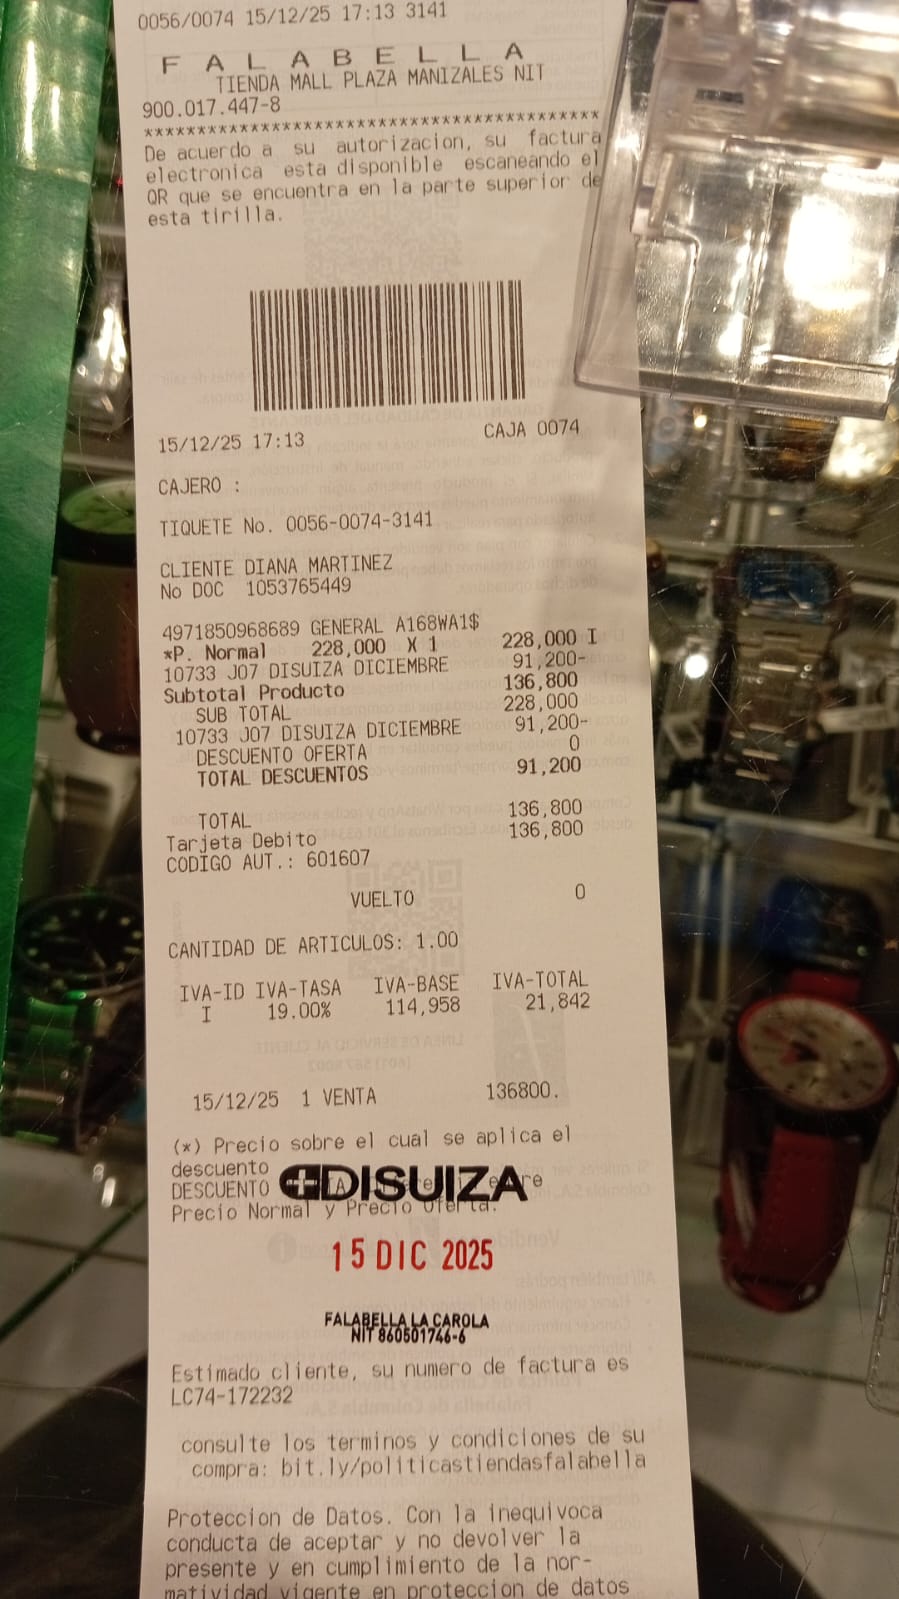 0056/0074 15/12/25 17:13 3141
F A L A B E L L A
TIENDA MALL PLAZA MANIZALES NIT
900.017.447-8
*******************************************
De acuerdo a su autorizacion, su factura
electronica esta disponible escaneando el
QR que se encuentra en la parte superior de
esta tirilla.
15/12/25 17:13 CAJA 0074
CAJERO :
TIQUETE No. 0056-0074-3141
CLIENTE DIANA MARTINEZ
No DOC 1053765449
4971850968689 GENERAL A168WA1$
*P. Normal 228,000 X 1 228,000 I
10733 J07 DISUIZA DICIEMBRE 91,200-
Subtotal Producto 136,800
SUB TOTAL 228,000
10733 J07 DISUIZA DICIEMBRE 91,200-
DESCUENTO OFERTA 0
TOTAL DESCUENTOS 91,200
TOTAL 136,800
Tarjeta Debito 136,800
CODIGO AUT.: 601607
VUELTO 0
CANTIDAD DE ARTICULOS: 1.00
IVA-ID IVA-TASA IVA-BASE IVA-TOTAL
I 19.00% 114,958 21,842
15/12/25 1 VENTA 136800.
(*) Precio sobre el cual se aplica el
descuento
DESCUENTO
DISUIZA
Precio Normal y Precio Oferta.
15 DIC 2025
FALABELLA LA CAROLA
NIT 860501746-6
Estimado cliente, su numero de factura es
LC74-172232
consulte los terminos y condiciones de su
compra: bit.ly/politicastiendasfalabella
Proteccion de Datos. Con la inequivoca
conducta de aceptar y no devolver la
presente y en cumplimiento de la nor-
matividad vigente en proteccion de datos